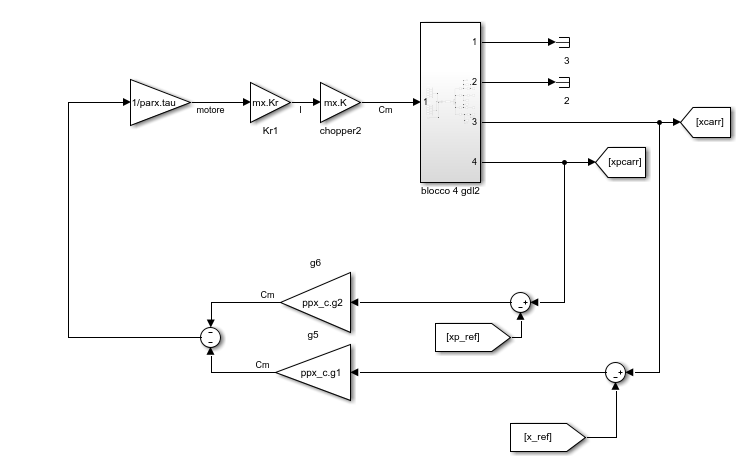 1/parx.tau
motore
mx.Kr
Kr1
I
mx.K
chopper2
Cm
1
1
2
3
4
blocco 4 gdl2
3
2
[xcarr]
[xpcarr]
g6
Cm
ppx_c.g2
+
-
[xp_ref]
-
-
g5
Cm
ppx_c.g1
+
-
[x_ref]